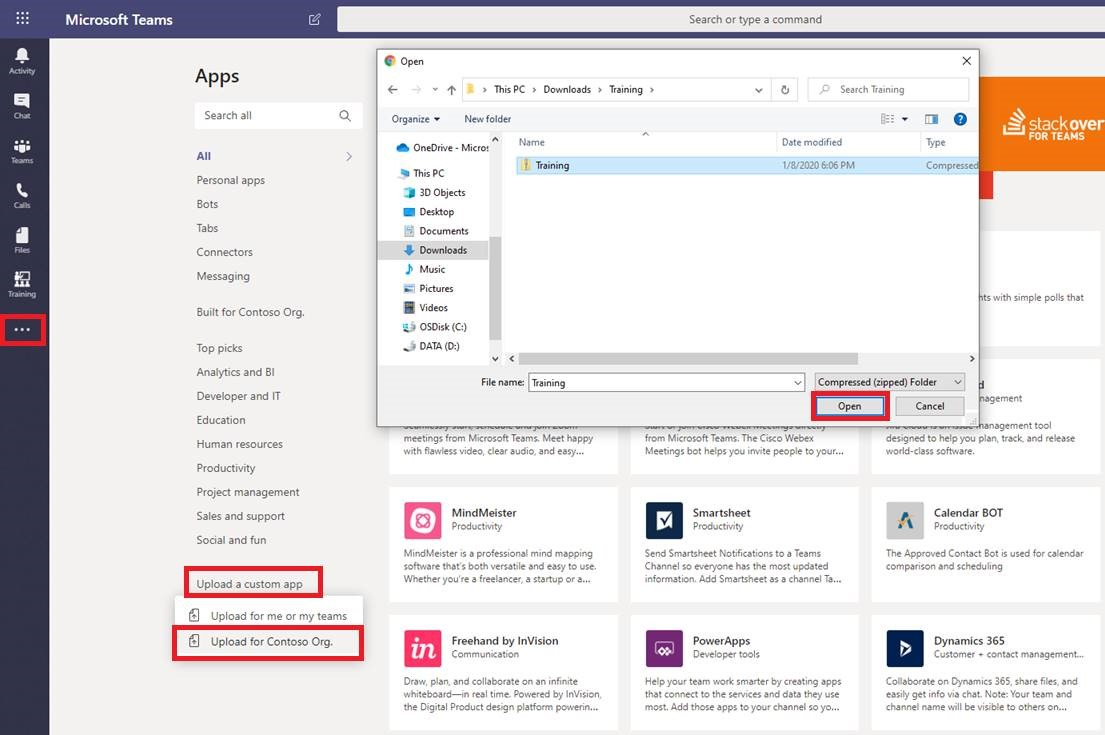 Microsoft Teams
Search or type a command
Activity
Chat
Teams
Calls
Files
Training
Apps
Search all
All
Personal apps
Bots
Tabs
Connectors
Messaging
Built for Contoso Org.
Top picks
Analytics and BI
Developer and IT
Education
Human resources
Productivity
Project management
Sales and support
Social and fun
Upload a custom app
Upload for me or my teams
Upload for Contoso Org.
Open
This PC > Downloads > Training >
Search Training
Organize
New folder
OneDrive - Micros
This PC
3D Objects
Desktop
Documents
Downloads
Music
Pictures
Videos
OSDisk (C:)
DATA (D:)
Name
Date modified
Type
Training
1/8/2020 6:06 PM
Compressed
File name:
Training
Compressed (zipped) Folder
Open
Cancel
stackover
FOR TEAMS
with simple polls that
meetings from Microsoft Teams. Meet happy
with flawless video, clear audio, and easy...
from Microsoft Teams. The Cisco Webex
Meetings bot helps you invite people to your...
designed to help you plan, track, and release
world-class software.
MindMeister
Productivity
MindMeister is a professional mind mapping
software that's both versatile and easy to use.
Whether you're a freelancer, a startup or a...
Smartsheet
Productivity
Send Smartsheet Notifications to a Teams
Channel so everyone has the most updated
information. Add Smartsheet as a channel Ta...
Calendar BOT
Productivity
The Approved Contact Bot is used for calendar
comparison and scheduling
in
Freehand by InVision
Communication
Draw, plan, and collaborate on an infinite
whiteboard—in real time. Powered by InVision,
the Digital Product design platform powerin...
PowerApps
Developer tools
Help your team work smarter by creating apps
that connect to the services and data they use
most. Add those apps to your channel so yo...
Dynamics 365
Customer + contact management...
Collaborate on Dynamics 365, share files, and
easily get info via chat. Note: Your team and
channel name will be visible to others on...